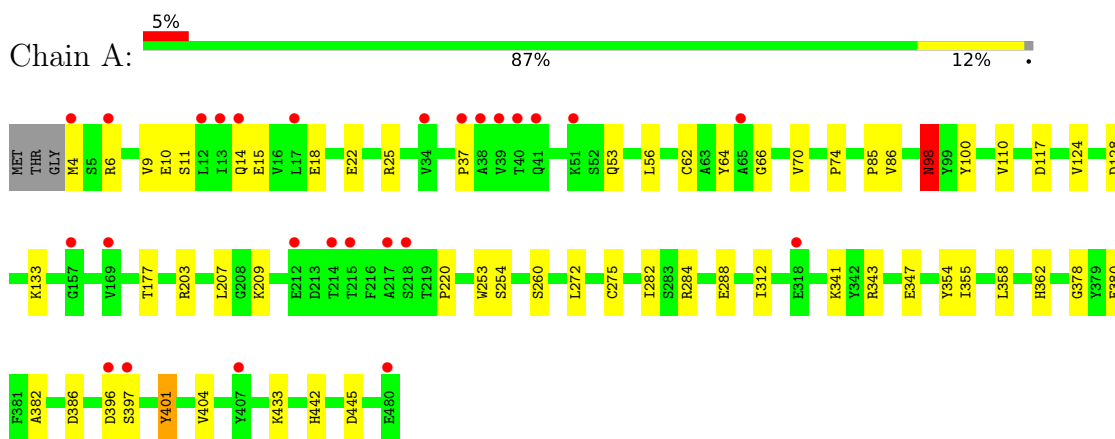 5%
Chain A:
87% 12% •
MET THR GLY M4 S5 R6 V9 E10 S11 L12 I13 Q14 E15 V16 L17 E18 E22 R25 V34 P37 A38 V39 T40 Q41 K51 S52 Q53 L56 C62 A63 Y64 A65 G66 V70 P74 P85 V86 N98 Y99 Y100 V110 D117 V124
K133 G157 V169 T177 R203 L207 G208 K209 E212 D213 T214 T215 F216 A217 S218 T219 P220 W253 S254 S260 L272 C275 I282 S283 R284 E288 I312 E318 K341 Y342 R343 E347 Y354 I355 L358 H362 G378 Y379
F381 A382 D386 D396 S397 Y401 V404 Y407 K433 H442 D445 E480